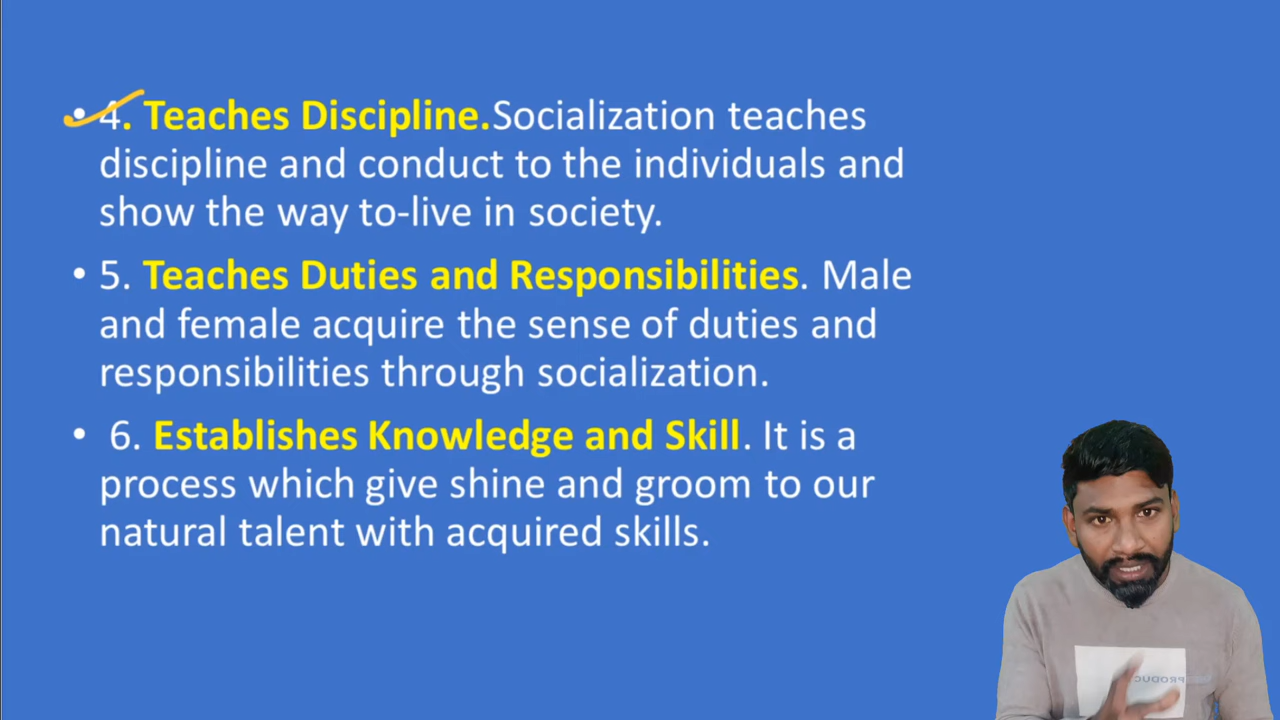 • 4. Teaches Discipline.Socialization teaches
discipline and conduct to the individuals and
show the way to-live in society.
• 5. Teaches Duties and Responsibilities. Male
and female acquire the sense of duties and
responsibilities through socialization.
• 6. Establishes Knowledge and Skill. It is a
process which give shine and groom to our
natural talent with acquired skills.